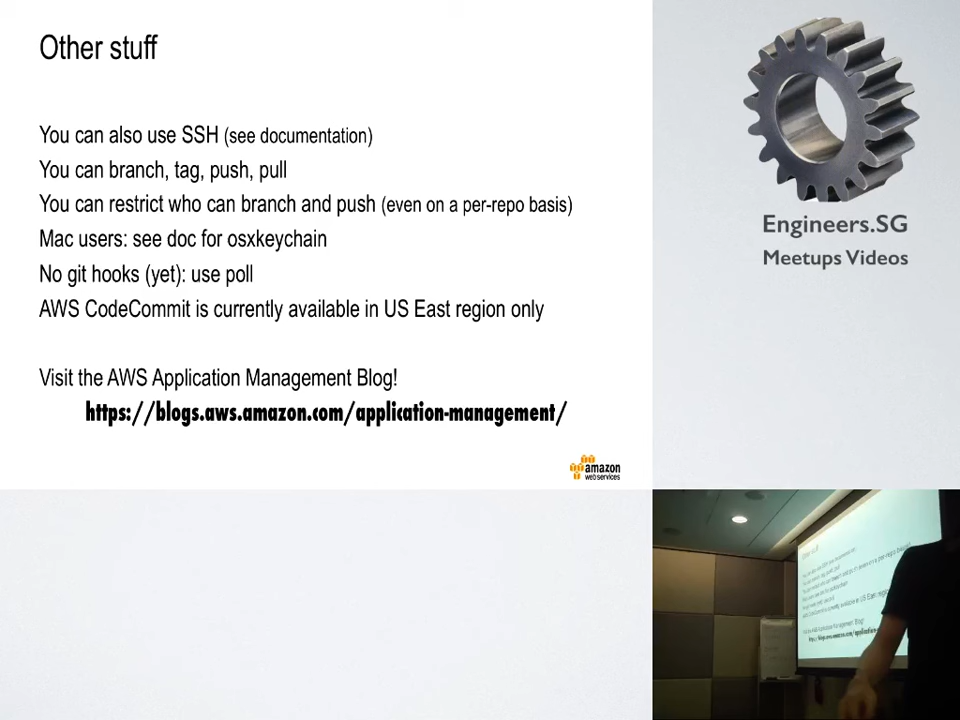 Other stuff
You can also use SSH (see documentation)
You can branch, tag, push, pull
You can restrict who can branch and push (even on a per-repo basis)
Mac users: see doc for osxkeychain
No git hooks (yet): use poll
AWS CodeCommit is currently available in US East region only
Visit the AWS Application Management Blog!
https://blogs.aws.amazon.com/application-management/
amazon
web services
Engineers.SG
Meetups Videos